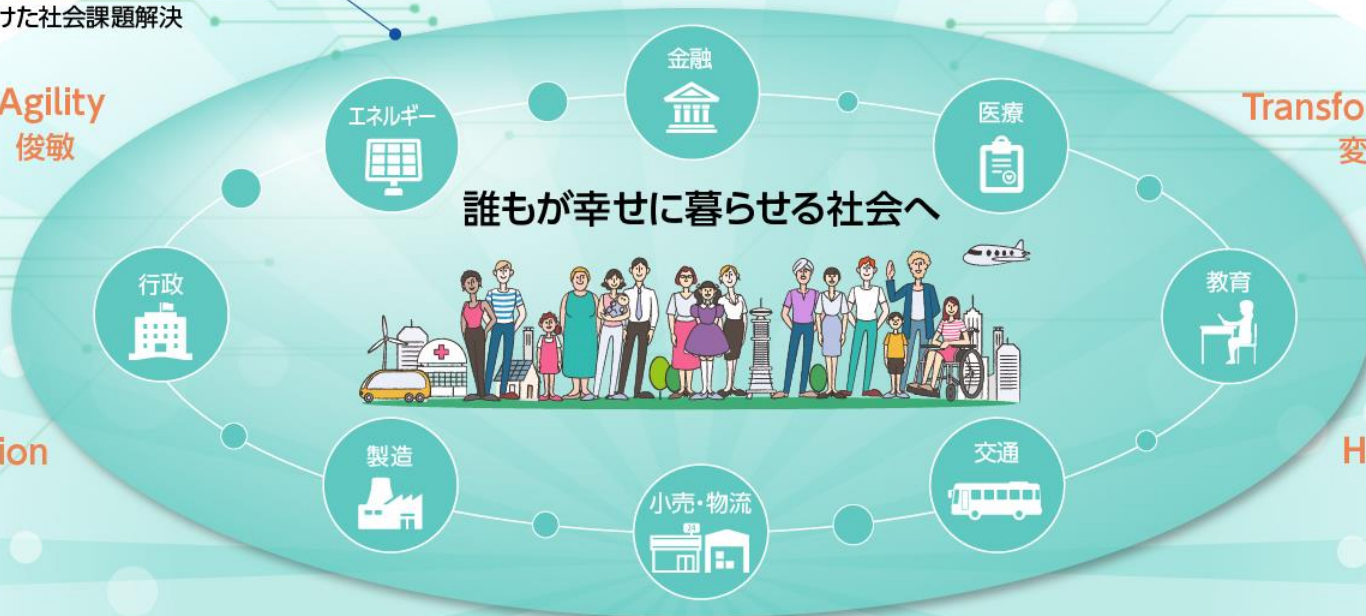 けた社会課題解決
Agility
俊敏
Transfo
変
金融
エネルギー
医療
誰もが幸せに暮らせる社会へ
行政
教育
ion
H
製造
交通
小売・物流
24